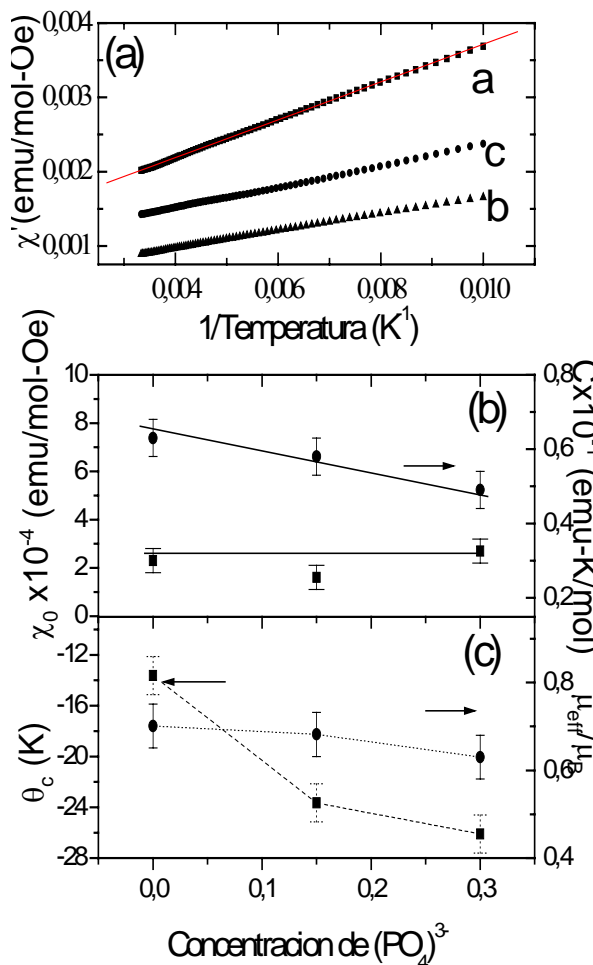 (a)
χ'(emu/mol-Oe)
0,004
0,003
0,002
0,001
a
c
b
0,004 0,006 0,008 0,010
1/Temperatura (K¹)
(b)
χ₀ x10⁻⁴ (emu/mol-Oe)
10
8
6
4
2
0
0,8
0,6
0,4
0,2
(emu-K/mol)
(c)
θc (K)
-12
-16
-20
-24
-28
0,8
0,6
0,4
μeff/μB
0,0 0,1 0,2 0,3
Concentracion de (PO₄)³⁻